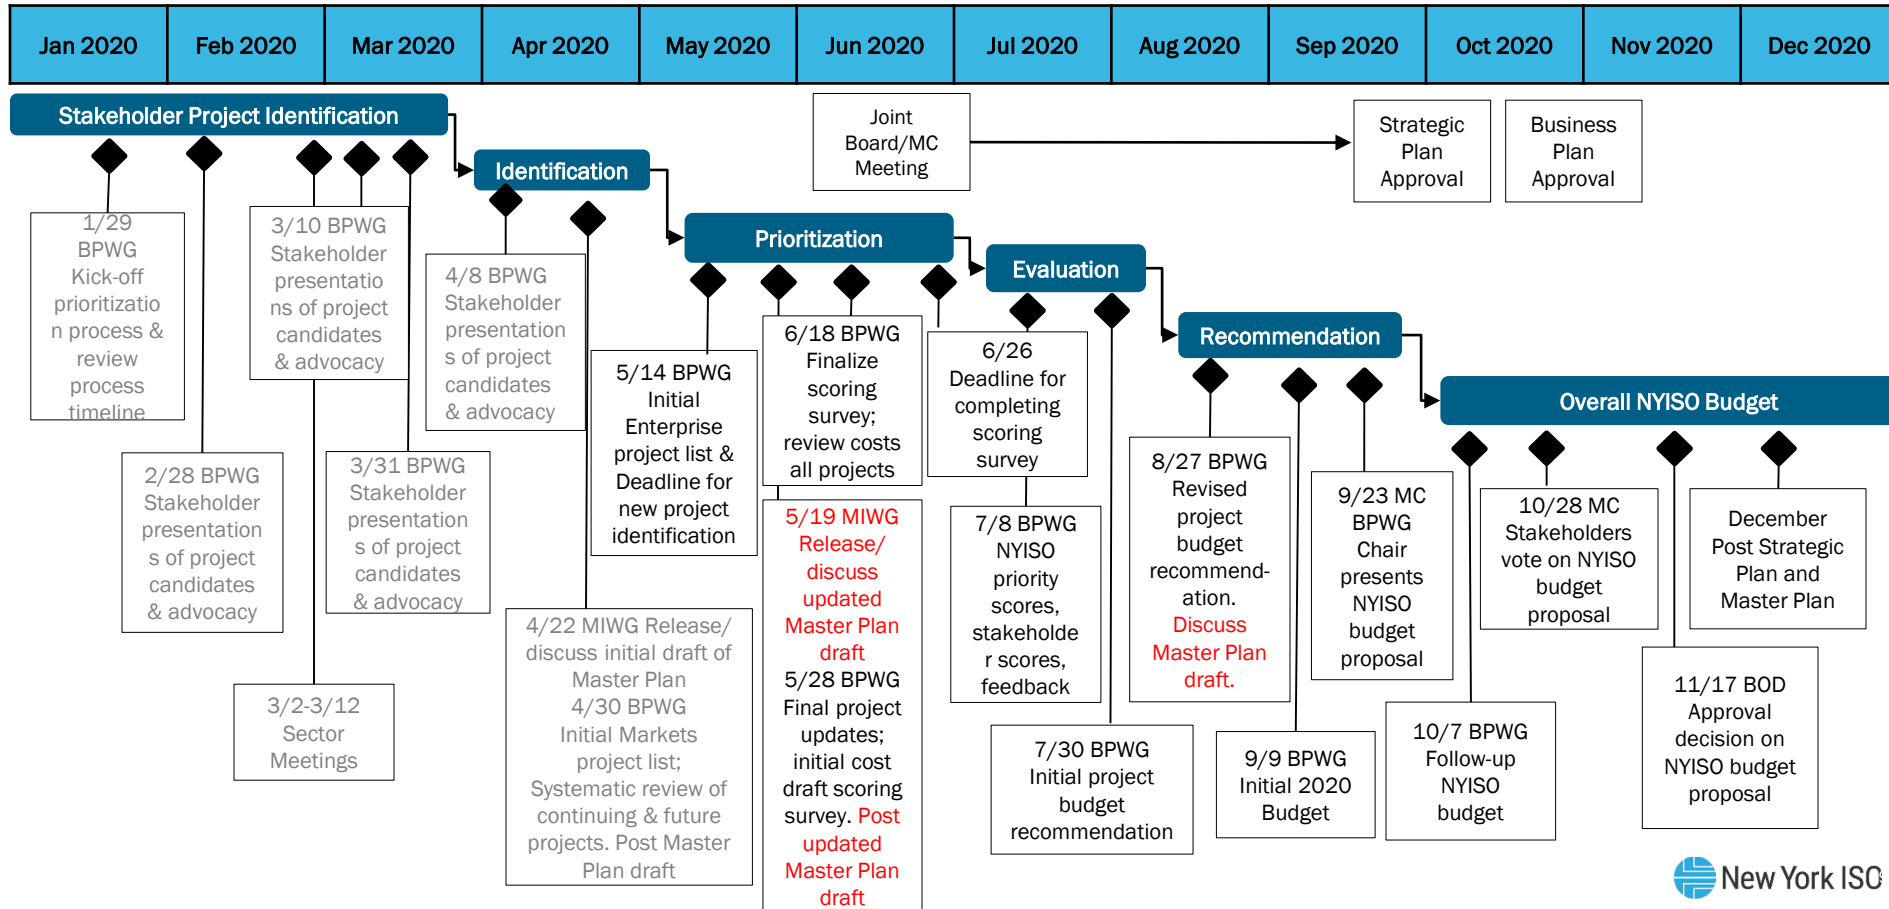 Jan 2020
Feb 2020
Mar 2020
Apr 2020
May 2020
Jun 2020
Jul 2020
Aug 2020
Sep 2020
Oct 2020
Nov 2020
Dec 2020
Stakeholder Project Identification
Identification
Prioritization
Evaluation
Recommendation
Overall NYISO Budget
Joint
Board/MC
Meeting
Strategic
Plan
Approval
Business
Plan
Approval
1/29
BPWG
Kick-off
prioritizatio
n process &
review
process
timeline
2/28 BPWG
Stakeholder
presentation
s of project
candidates
& advocacy
3/10 BPWG
Stakeholder
presentatio
ns of project
candidates
& advocacy
3/2-3/12
Sector
Meetings
3/31 BPWG
Stakeholder
presentation
s of project
candidates
& advocacy
4/8 BPWG
Stakeholder
presentation
s of project
candidates
& advocacy
4/22 MIWG Release/
discuss initial draft of
Master Plan
4/30 BPWG
Initial Markets
project list;
Systematic review of
continuing & future
projects. Post Master
Plan draft
5/14 BPWG
Initial
Enterprise
project list &
Deadline for
new project
identification
6/18 BPWG
Finalize
scoring
survey;
review costs
all projects
5/19 MIWG
Release/
discuss
updated
Master Plan
draft
5/28 BPWG
Final project
updates;
initial cost
draft scoring
survey. Post
updated
Master Plan
draft
6/26
Deadline for
completing
scoring
survey
7/8 BPWG
NYISO
priority
scores,
stakeholde
r scores,
feedback
7/30 BPWG
Initial project
budget
recommendation
8/27 BPWG
Revised
project
budget
recommend-
ation.
Discuss
Master Plan
draft.
9/9 BPWG
Initial 2020
Budget
9/23 MC
BPWG
Chair
presents
NYISO
budget
proposal
10/7 BPWG
Follow-up
NYISO
budget
10/28 MC
Stakeholders
vote on NYISO
budget
proposal
11/17 BOD
Approval
decision on
NYISO budget
proposal
December
Post Strategic
Plan and
Master Plan
New York ISO